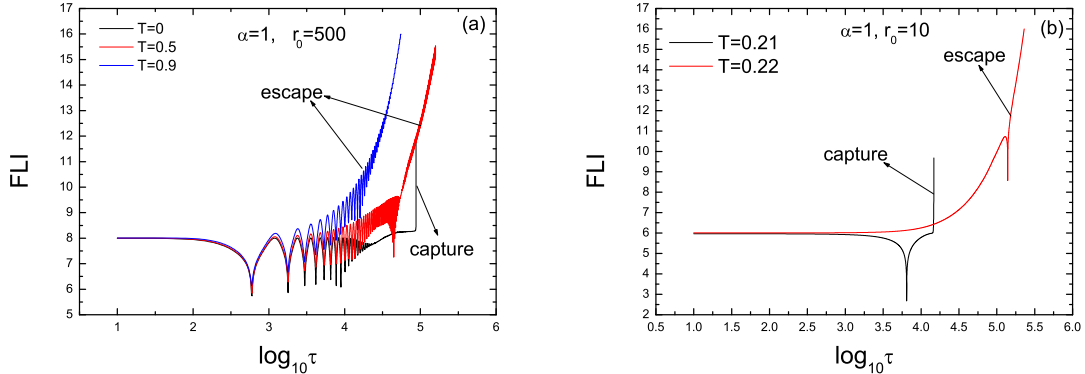 T=0
T=0.5
T=0.9
α=1, r₀=500
(a)
escape
capture
FLI
16
15
14
13
12
11
10
9
8
7
6
5
1 2 3 4 5 6
log₁₀τ
T=0.21
T=0.22
α=1, r₀=10
(b)
escape
capture
FLI
17
16
15
14
13
12
11
10
9
8
7
6
5
4
3
2
0.5 1.0 1.5 2.0 2.5 3.0 3.5 4.0 4.5 5.0 5.5 6.0
log₁₀τ